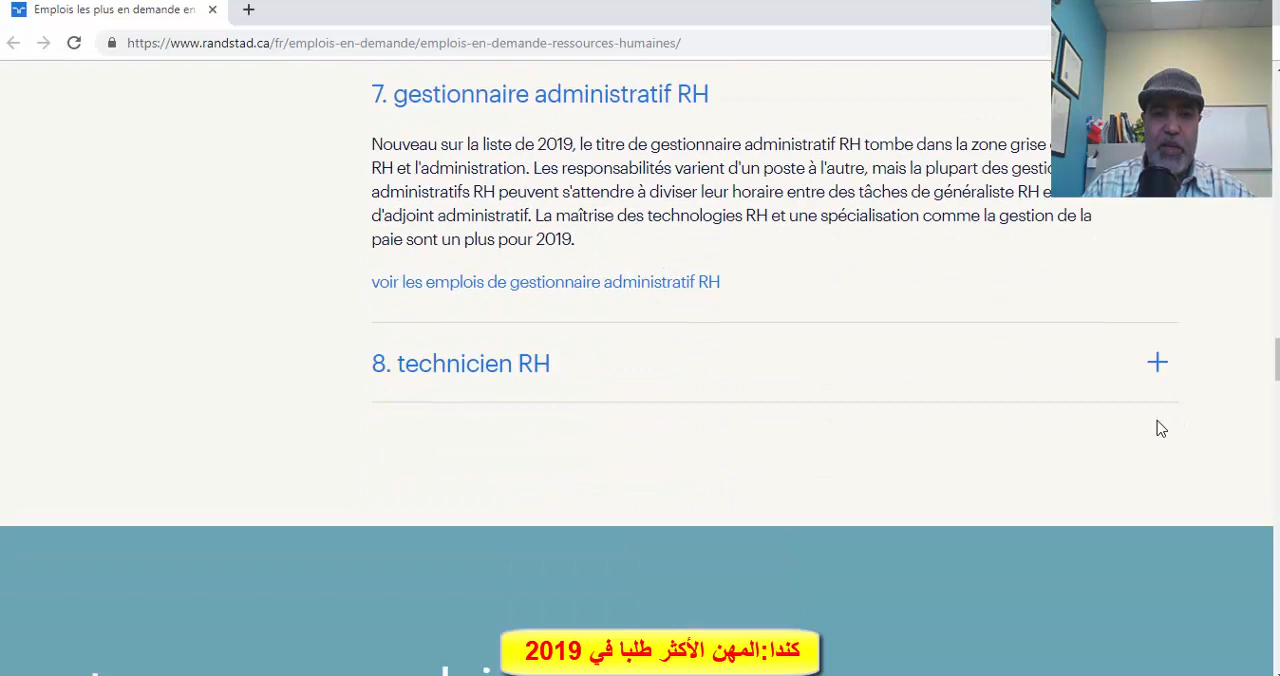 Emplois les plus en demande en
https://www.randstad.ca/fr/emplois-en-demande/emplois-en-demande-ressources-humaines/
7. gestionnaire administratif RH
Nouveau sur la liste de 2019, le titre de gestionnaire administratif RH tombe dans la zone grise
RH et l'administration. Les responsabilités varient d'un poste à l'autre, mais la plupart des
administratifs RH peuvent s'attendre à diviser leur horaire entre des tâches de généraliste RH
d'adjoint administratif. La maîtrise des technologies RH et une spécialisation comme la gestion de la
paie sont un plus pour 2019.
voir les emplois de gestionnaire administratif RH
8. technicien RH
كندا:المهن الأكثر طلبا في 2019